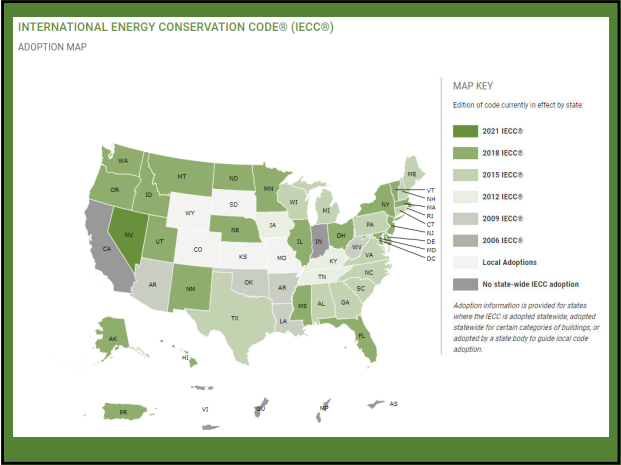 INTERNATIONAL ENERGY CONSERVATION CODE® (IECC®)
ADOPTION MAP
MAP KEY
Edition of code currently in effect by state:
2021 IECC®
2018 IECC®
2015 IECC®
2012 IECC®
2009 IECC®
2006 IECC®
Local Adoptions
No state-wide IECC adoption
Adoption information is provided for states
where the IECC is adopted statewide, adopted
statewide for certain categories of buildings, or
adopted by a state body to guide local code
adoption.
WA
MT
ND
MN
ME
OR
ID
WY
SD
WI
MI
NY
VT
NH
MA
RI
CT
NJ
DE
MD
DC
NV
UT
CO
NE
IA
IL
IN
OH
PA
CA
KS
MO
KY
WV
VA
AR
NM
OK
AR
TN
NC
SC
TX
LA
MS
AL
GA
FL
AK
HI
PR
VI
GU
MP
AS